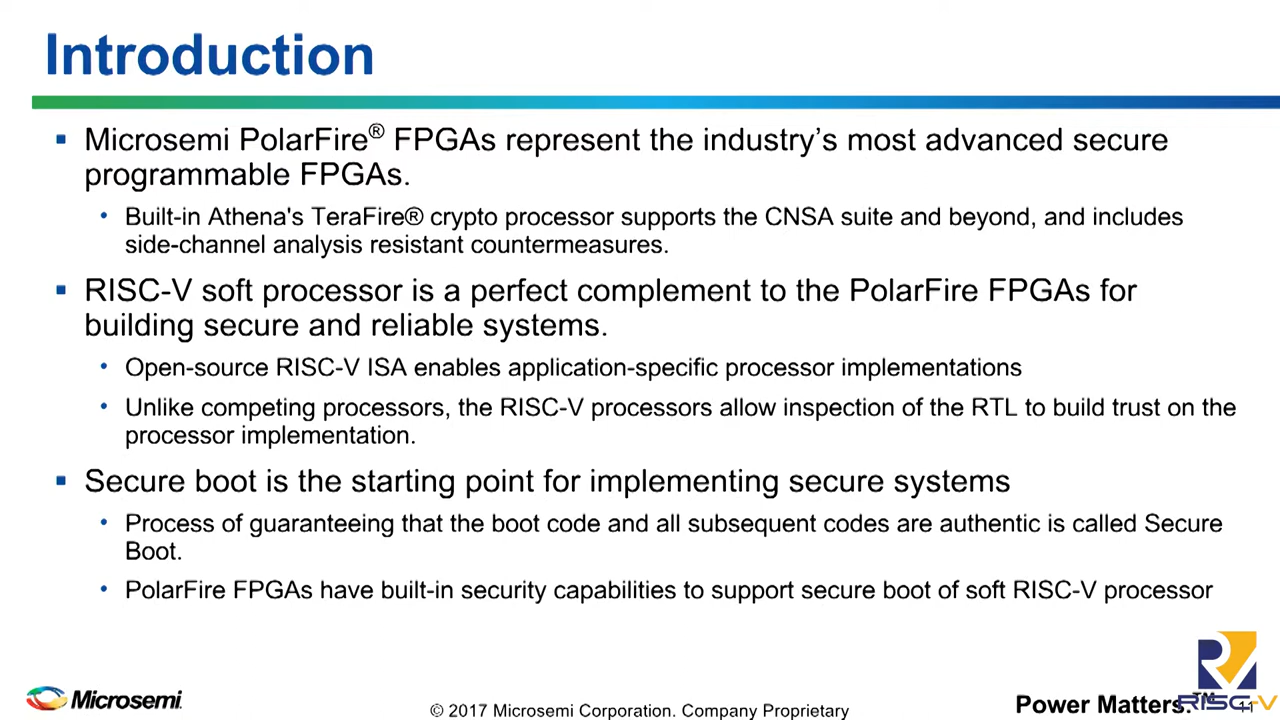 Introduction
▪ Microsemi PolarFire® FPGAs represent the industry's most advanced secure
programmable FPGAs.
• Built-in Athena's TeraFire® crypto processor supports the CNSA suite and beyond, and includes
side-channel analysis resistant countermeasures.
▪ RISC-V soft processor is a perfect complement to the PolarFire FPGAs for
building secure and reliable systems.
• Open-source RISC-V ISA enables application-specific processor implementations
• Unlike competing processors, the RISC-V processors allow inspection of the RTL to build trust on the
processor implementation.
▪ Secure boot is the starting point for implementing secure systems
• Process of guaranteeing that the boot code and all subsequent codes are authentic is called Secure
Boot.
• PolarFire FPGAs have built-in security capabilities to support secure boot of soft RISC-V processor
Microsemi.
© 2017 Microsemi Corporation. Company Proprietary
Power Matters.™
RISC-V
11